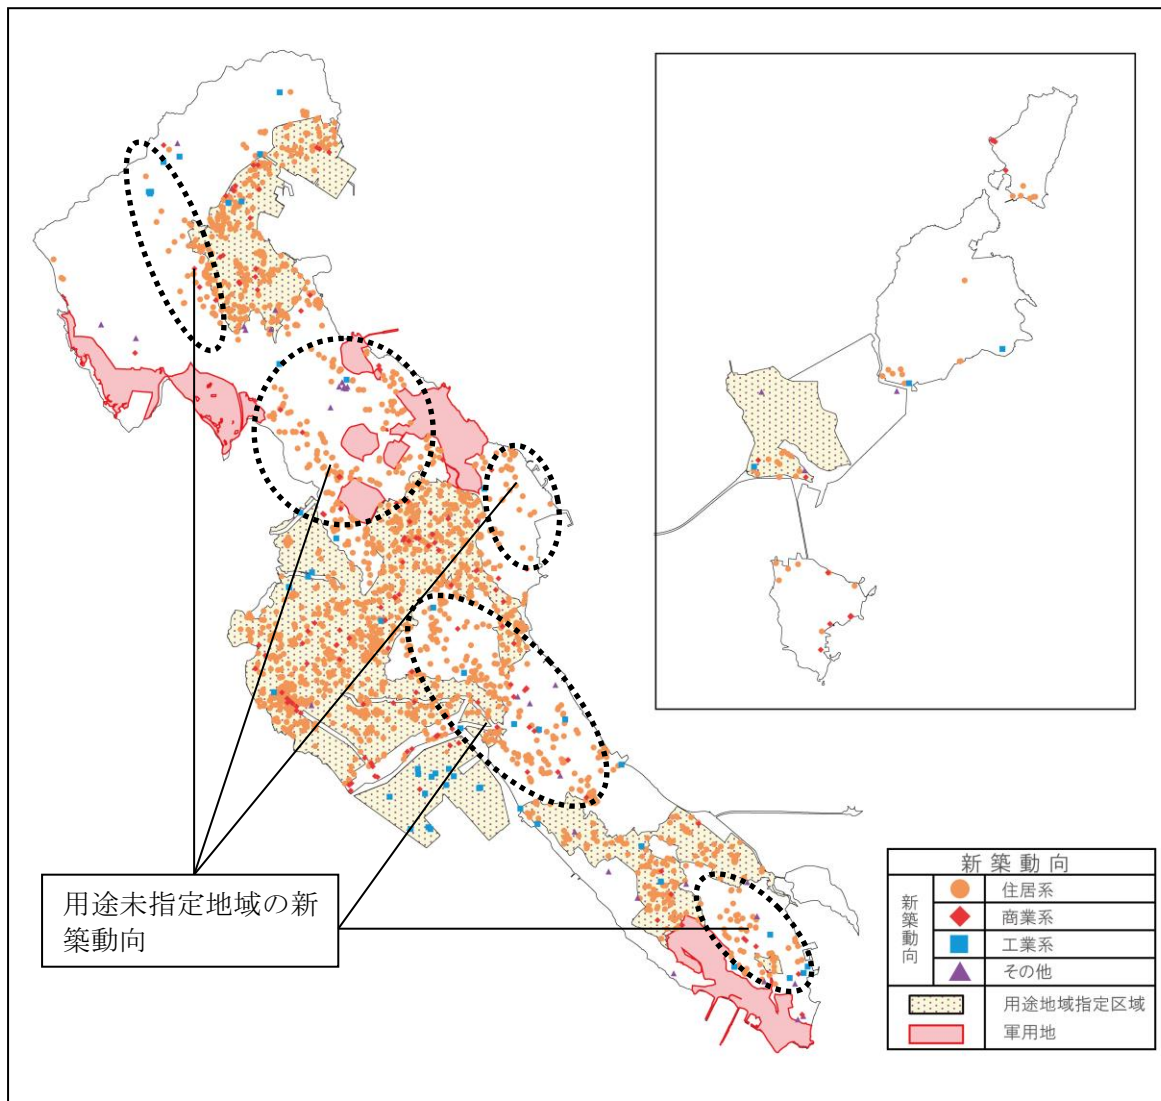 用途未指定地域の新
築動向
新築動向
新築動向
住居系
商業系
工業系
その他
用途地域指定区域
軍用地